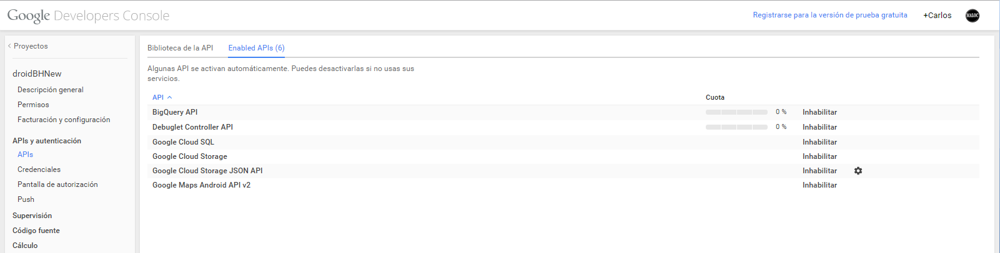 Google Developers Console
Registrarse para la versión de prueba gratuita
+Carlos
MALOC
< Proyectos
droidBHNew
Descripción general
Permisos
Facturación y configuración
APIs y autenticación
APIs
Credenciales
Pantalla de autorización
Push
Supervisión
Código fuente
Cálculo
Biblioteca de la API
Enabled APIs (6)
Algunas API se activan automáticamente. Puedes desactivarlas si no usas sus
servicios.
API Cuota
BigQuery API 0 % Inhabilitar
Debuglet Controller API 0 % Inhabilitar
Google Cloud SQL Inhabilitar
Google Cloud Storage Inhabilitar
Google Cloud Storage JSON API Inhabilitar
Google Maps Android API v2 Inhabilitar